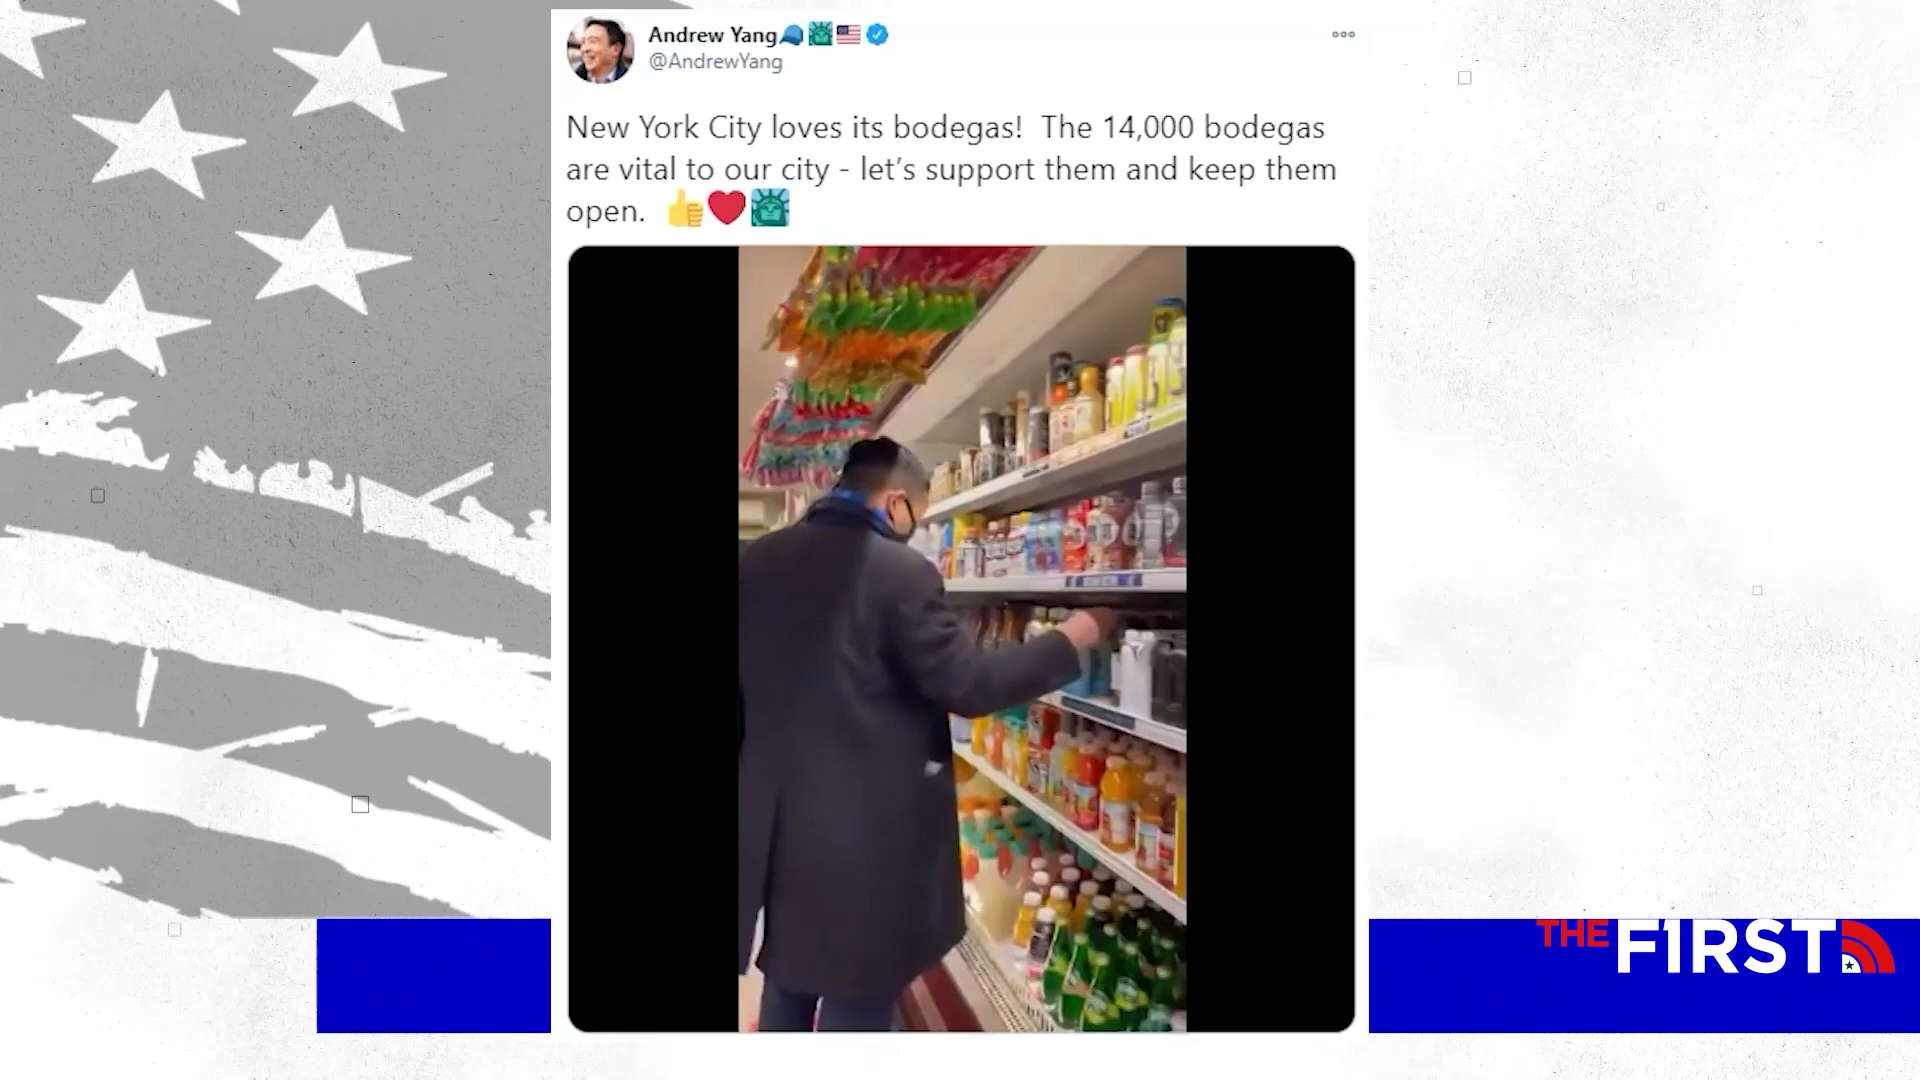 Andrew Yang🧢🗽🇺🇸
@AndrewYang
New York City loves its bodegas!  The 14,000 bodegas
are vital to our city - let’s support them and keep them
open.  👍❤️🗽
THE FIRST